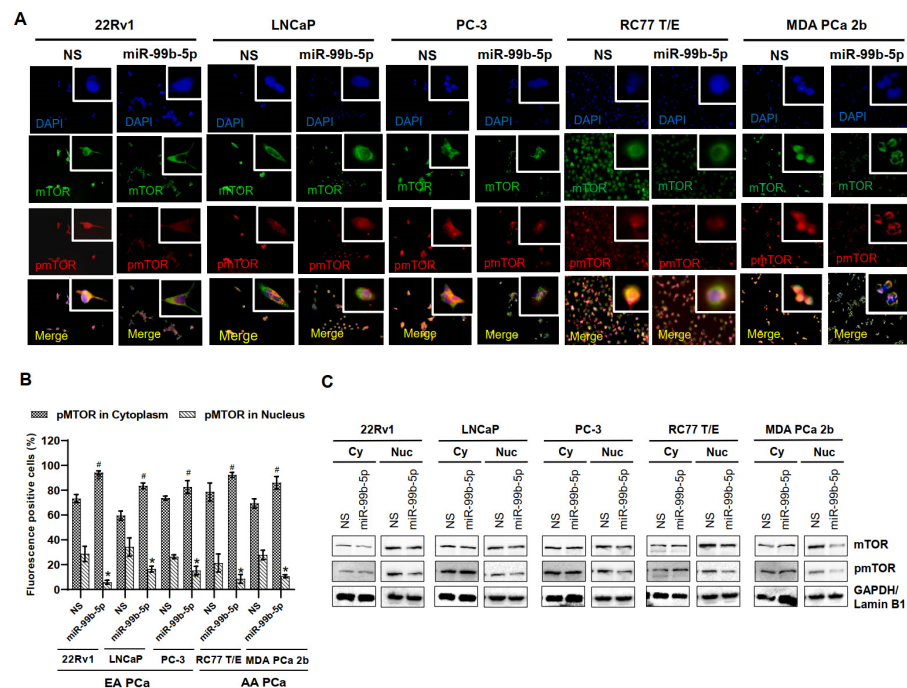 A
22Rv1 LNCaP PC-3 RC77 T/E MDA PCa 2b
NS miR-99b-5p NS miR-99b-5p NS miR-99b-5p NS miR-99b-5p NS miR-99b-5p
DAPI DAPI DAPI DAPI DAPI DAPI DAPI DAPI DAPI DAPI
mTOR mTOR mTOR mTOR mTOR mTOR mTOR mTOR mTOR mTOR
pmTOR pmTOR pmTOR pmTOR pmTOR pmTOR pmTOR pmTOR pmTOR pmTOR
Merge Merge Merge Merge Merge Merge Merge Merge Merge Merge
B
pMTOR in Cytoplasm pMTOR in Nucleus
Fluorescence positive cells (%)
120
100
80
60
40
20
0
# # # # #
* * * * *
NS miR-99b-5p NS miR-99b-5p NS miR-99b-5p NS miR-99b-5p NS miR-99b-5p
22Rv1 LNCaP PC-3 RC77 T/E MDA PCa 2b
EA PCa AA PCa
C
22Rv1 LNCaP PC-3 RC77 T/E MDA PCa 2b
Cy Nuc Cy Nuc Cy Nuc Cy Nuc Cy Nuc
NS miR-99b-5p NS miR-99b-5p NS miR-99b-5p NS miR-99b-5p NS miR-99b-5p NS miR-99b-5p NS miR-99b-5p NS miR-99b-5p NS miR-99b-5p NS miR-99b-5p
mTOR
pmTOR
GAPDH/
Lamin B1